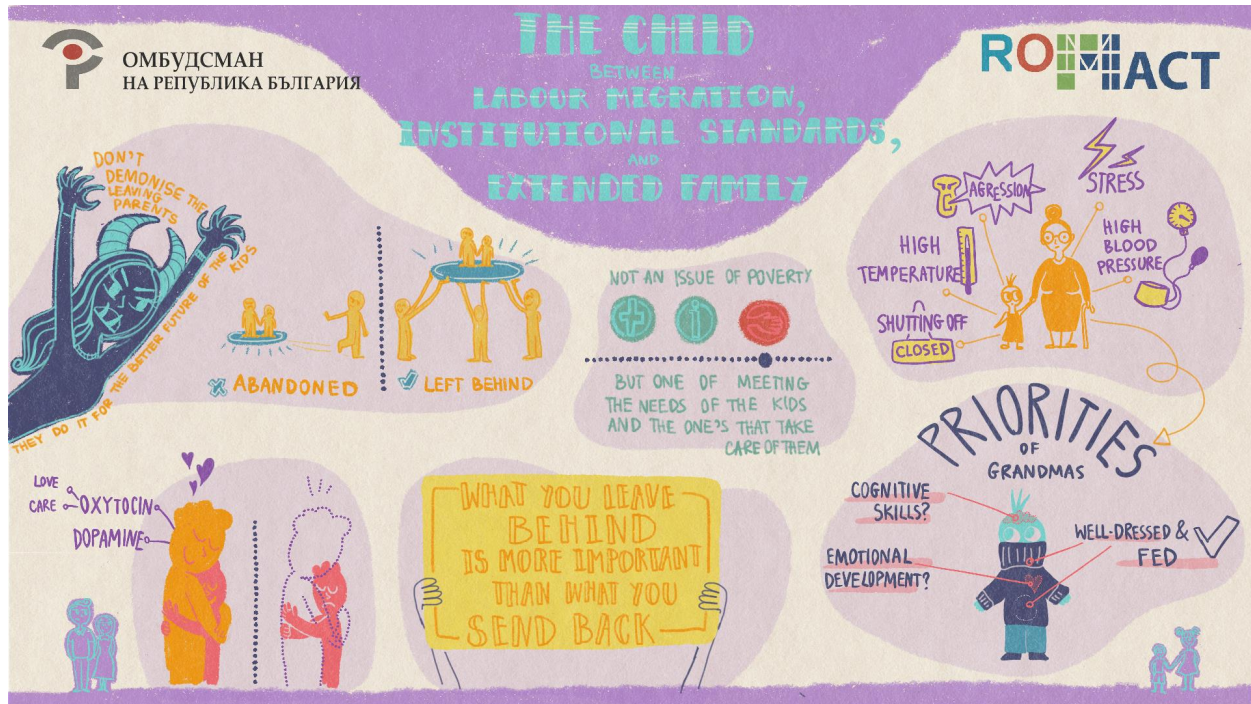 ОМБУДСМАН
НА РЕПУБЛИКА БЪЛГАРИЯ
THE CHILD
BETWEEN
LABOUR MIGRATION,
INSTITUTIONAL STANDARDS,
AND
EXTENDED FAMILY
ROMACT
DON'T
DEMONISE THE
LEAVING
PARENTS
THEY DO IT FOR THE BETTER FUTURE OF THE KIDS
ABANDONED
LEFT BEHIND
NOT AN ISSUE OF POVERTY
i
BUT ONE OF MEETING
THE NEEDS OF THE KIDS
AND THE ONE'S THAT TAKE
CARE OF THEM
AGRESSION
STRESS
HIGH
TEMPERATURE
HIGH
BLOOD
PRESSURE
SHUTTING OFF
CLOSED
PRIORITIES
OF
GRANDMAS
COGNITIVE
SKILLS?
EMOTIONAL
DEVELOPMENT?
WELL-DRESSED &
FED
LOVE
CARE
OXYTOCIN
DOPAMINE
WHAT YOU LEAVE
BEHIND
IS MORE IMPORTANT
THAN WHAT YOU
SEND BACK